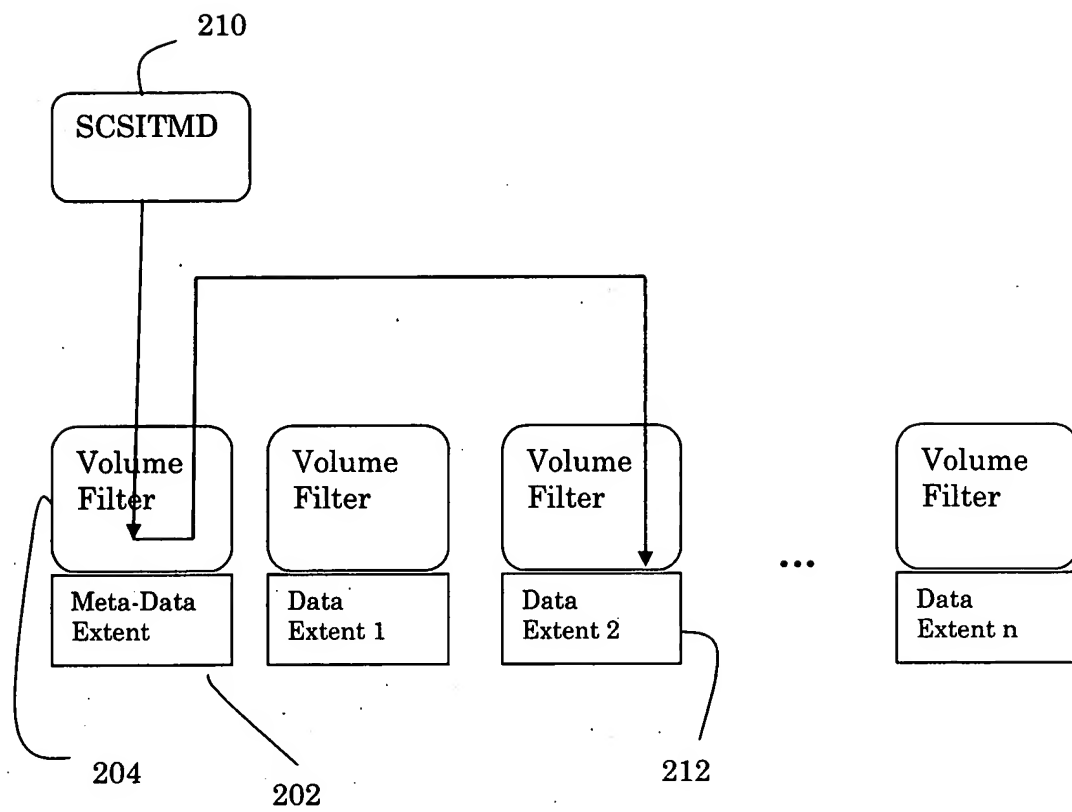 210
SCSITMD
Volume
Filter
Volume
Filter
Volume
Filter
...
Volume
Filter
Meta-Data
Extent
Data
Extent 1
Data
Extent 2
Data
Extent n
204
202
212